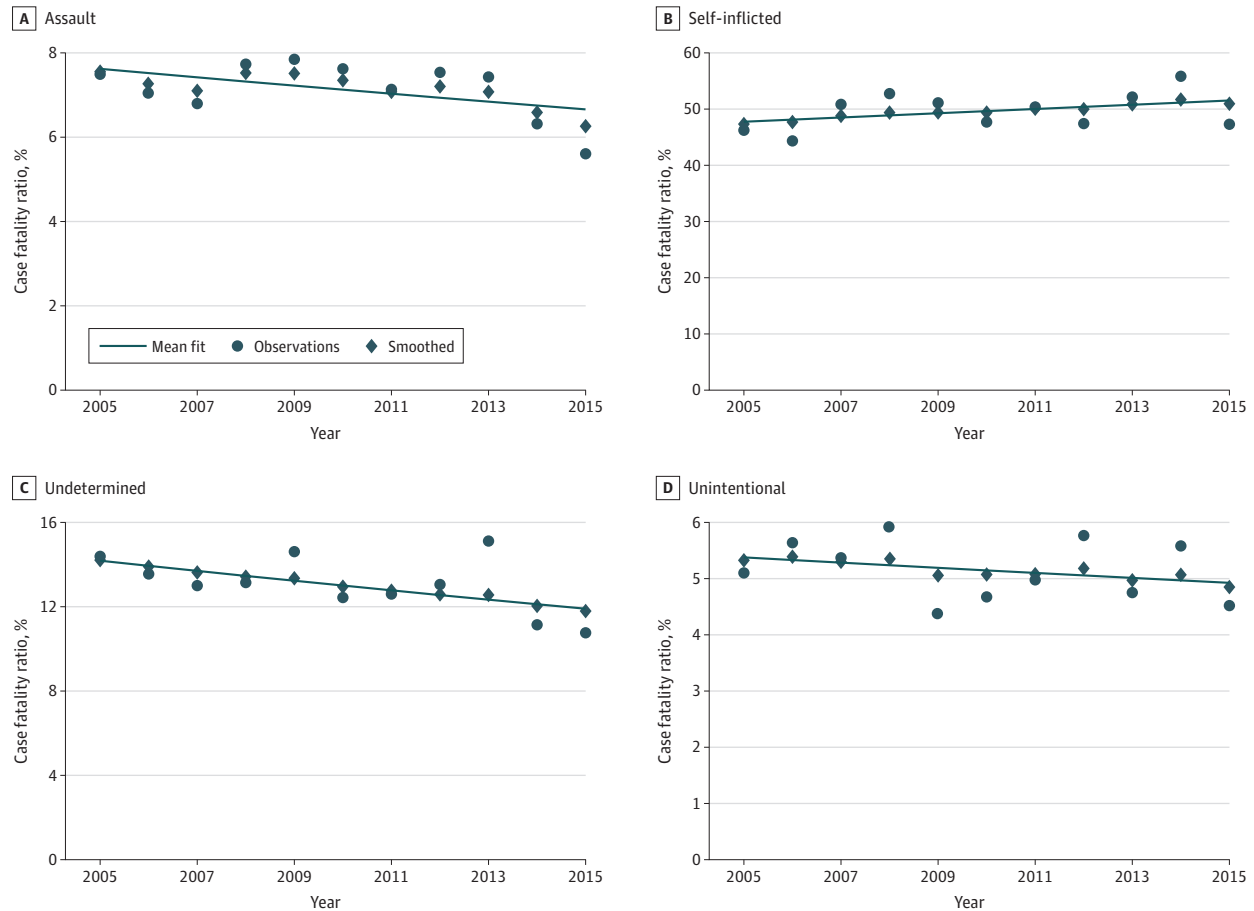 A Assault
Case fatality ratio, %
8
6
4
2
0
Mean fit Observations Smoothed
2005 2007 2009 2011 2013 2015
Year
B Self-inflicted
Case fatality ratio, %
60
50
40
30
20
10
0
2005 2007 2009 2011 2013 2015
Year
C Undetermined
Case fatality ratio, %
16
12
8
4
0
2005 2007 2009 2011 2013 2015
Year
D Unintentional
Case fatality ratio, %
6
5
4
3
2
1
0
2005 2007 2009 2011 2013 2015
Year